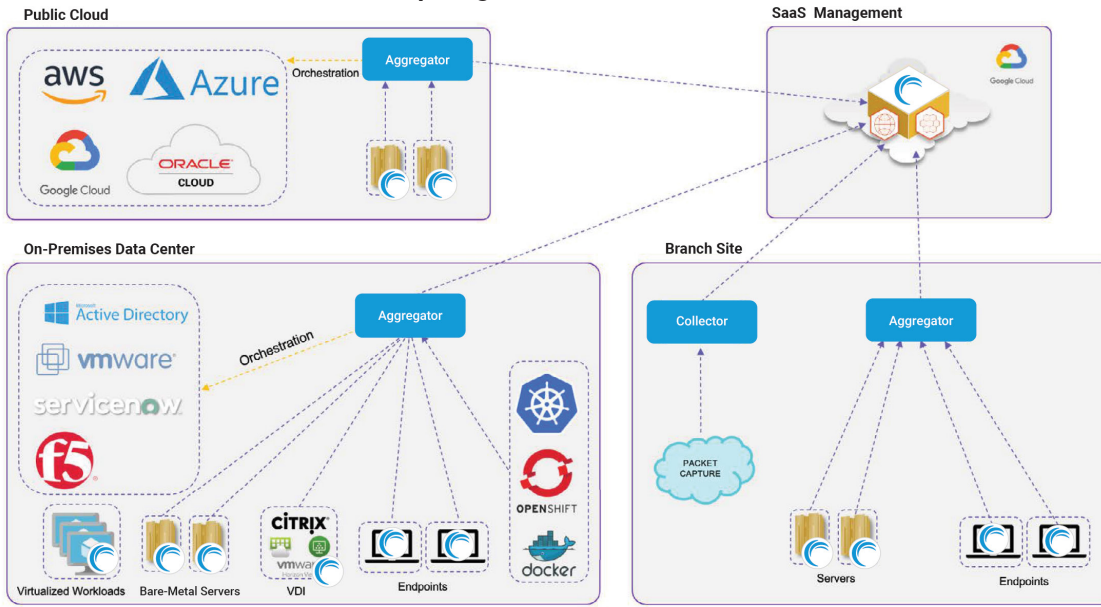 Public Cloud
aws
Azure
Google Cloud
ORACLE
CLOUD
Orchestration
Aggregator
SaaS Management
Google Cloud
On-Premises Data Center
Microsoft
Active Directory
vmware
servicenow
f5
Orchestration
Aggregator
OPENSHIFT
docker
Virtualized Workloads
Bare-Metal Servers
CiTRIX
vmwar
VDI
Endpoints
Branch Site
Collector
Aggregator
PACKET
CAPTURE
Servers
Endpoints